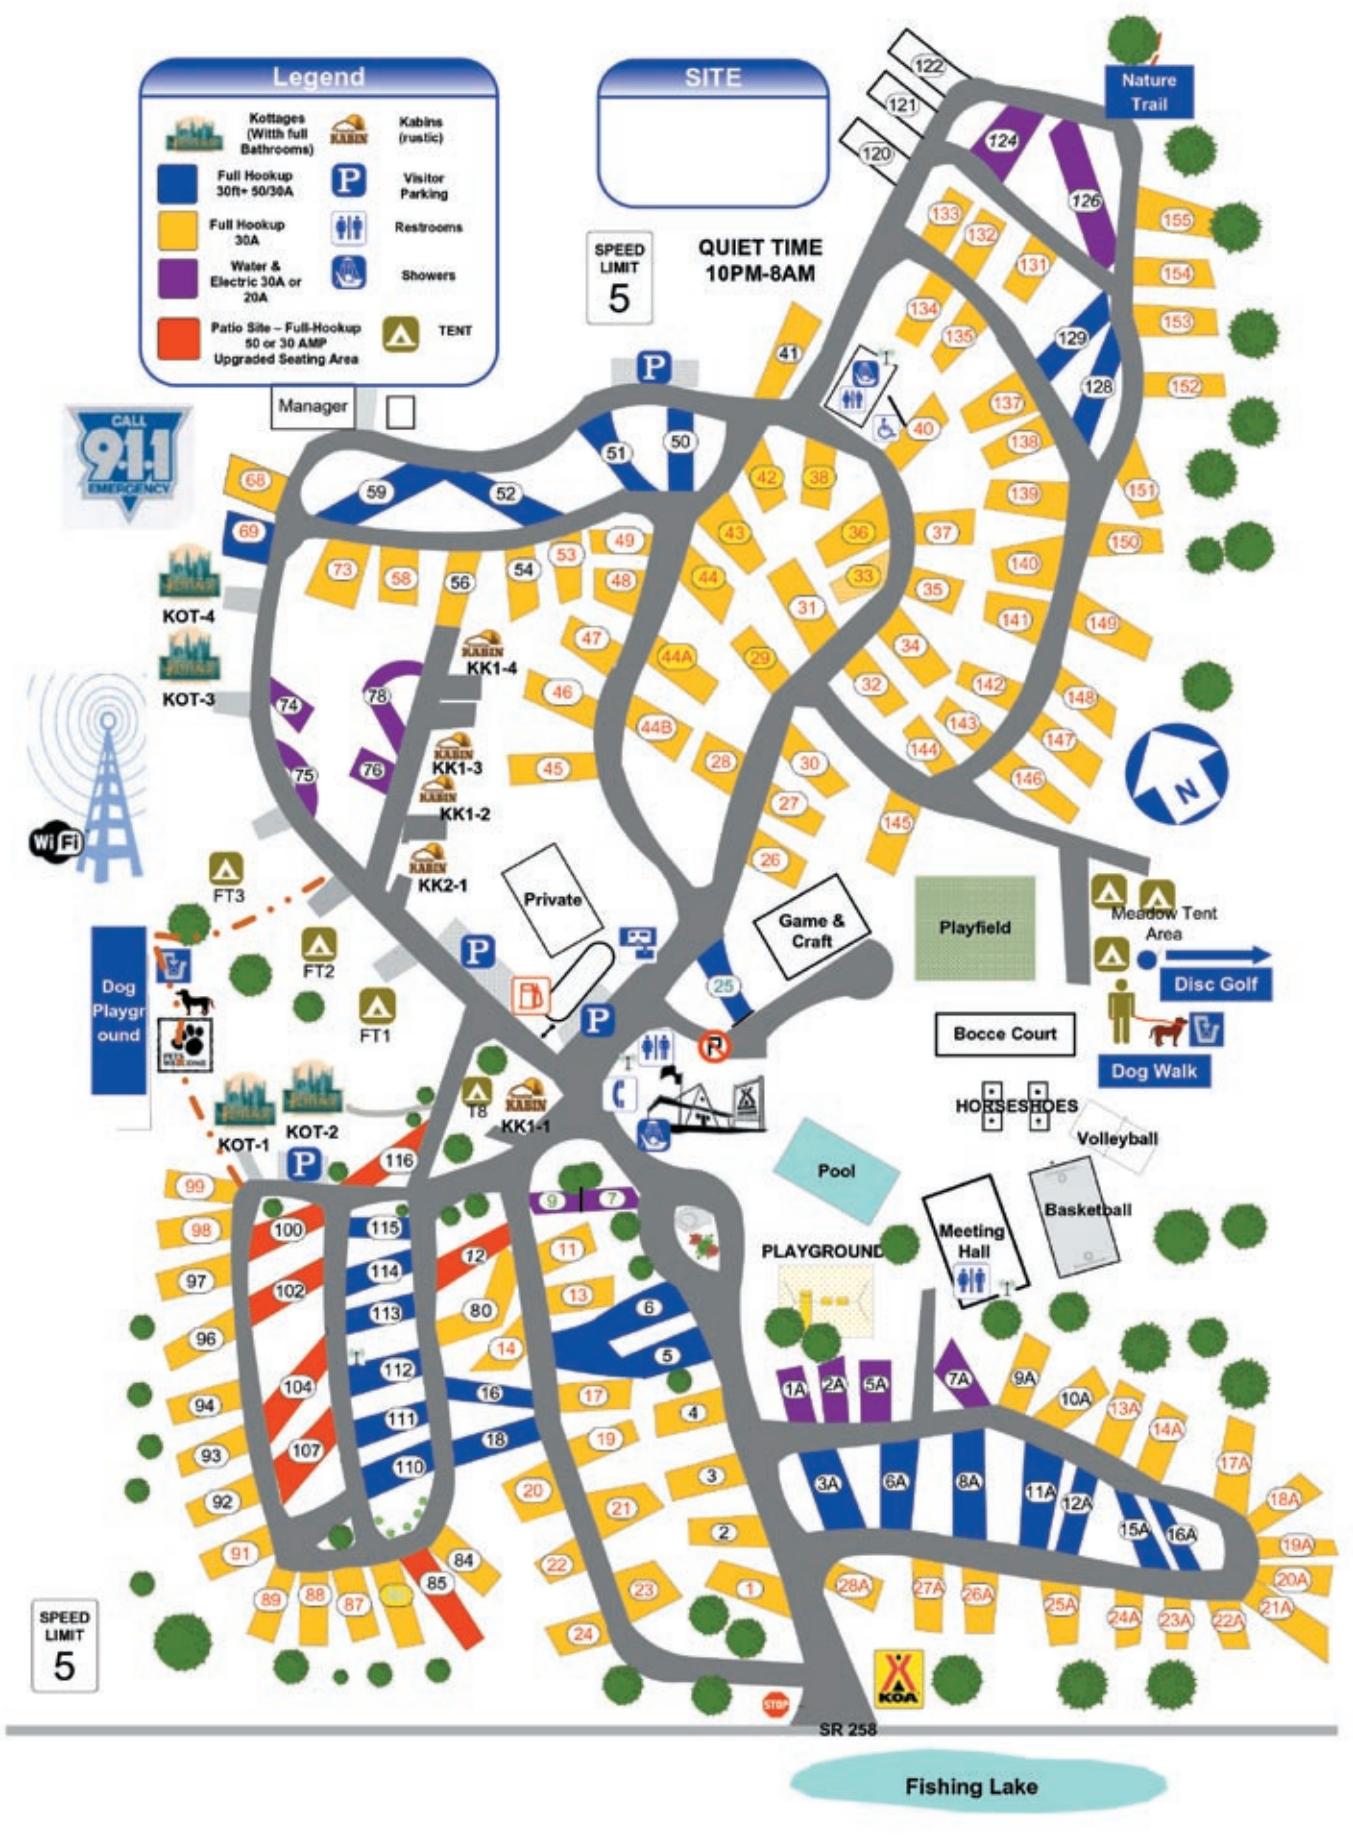 Legend
Kottages
(Witth full
Bathrooms)
KABIN
Kabins
(rustic)
Full Hookup
30ft+ 50/30A
P
Visitor
Parking
Full Hookup
30A
Restrooms
Water &
Electric 30A or
20A
Showers
Patio Site – Full-Hookup
50 or 30 AMP
Upgraded Seating Area
TENT
SITE
SPEED
LIMIT
5
QUIET TIME
10PM-8AM
Nature
Trail
122
121
120
124
126
155
154
153
152
151
150
133
132
131
134
135
129
128
137
138
139
140
141
149
142
148
143
147
144
146
145
41
40
P
Manager
CALL
911
EMERGENCY
68
69
59
52
51
50
42
38
43
36
37
33
35
44
31
34
32
73
58
56
54
53
49
48
47
44A
29
46
44B
45
28
30
27
26
KOT-4
KOT-3
KABIN
KK1-4
KABIN
KK1-3
KABIN
KK1-2
KABIN
KK2-1
74
78
75
76
N
Wi Fi
FT3
FT2
FT1
Private
Game &
Craft
Playfield
Meadow Tent
Area
Disc Golf
Dog Walk
Bocce Court
HORSESHOES
Volleyball
Basketball
Dog
Playgr
ound
P
P
25
P
KOT-1
KOT-2
P
T8
KABIN
KK1-1
Pool
Meeting
Hall
PLAYGROUND
116
99
98
97
96
94
93
92
91
89
88
87
85
84
100
102
104
107
115
114
113
112
111
110
12
80
14
16
18
9
7
11
13
6
5
17
4
19
3
20
21
2
22
23
1
24
1A
2A
5A
7A
9A
10A
13A
14A
17A
18A
19A
20A
21A
3A
6A
8A
11A
12A
15A
16A
28A
27A
26A
25A
24A
23A
22A
SPEED
LIMIT
5
STOP
KOA
SR 258
Fishing Lake